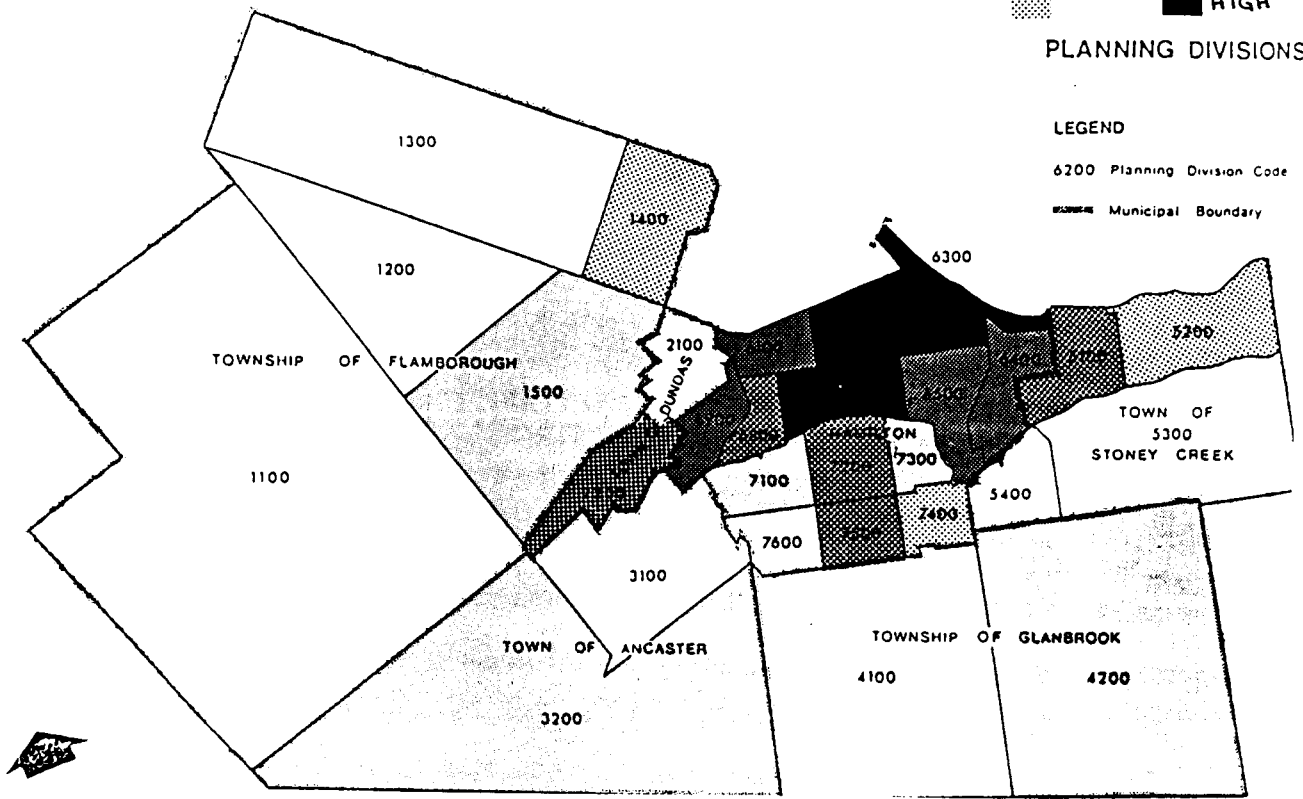 HIGH
PLANNING DIVISIONS
LEGEND
6200 Planning Division Code
Municipal Boundary
1300
1400
6300
1200
5200
2100
TOWNSHIP OF FLAMBOROUGH
DUNDAS
1500
TOWN OF
5300
STONEY CREEK
HAMILTON
7300
7100
1100
5400
7400
7600
3100
TOWNSHIP OF GLANBROOK
TOWN OF ANCASTER
4100
4200
3200